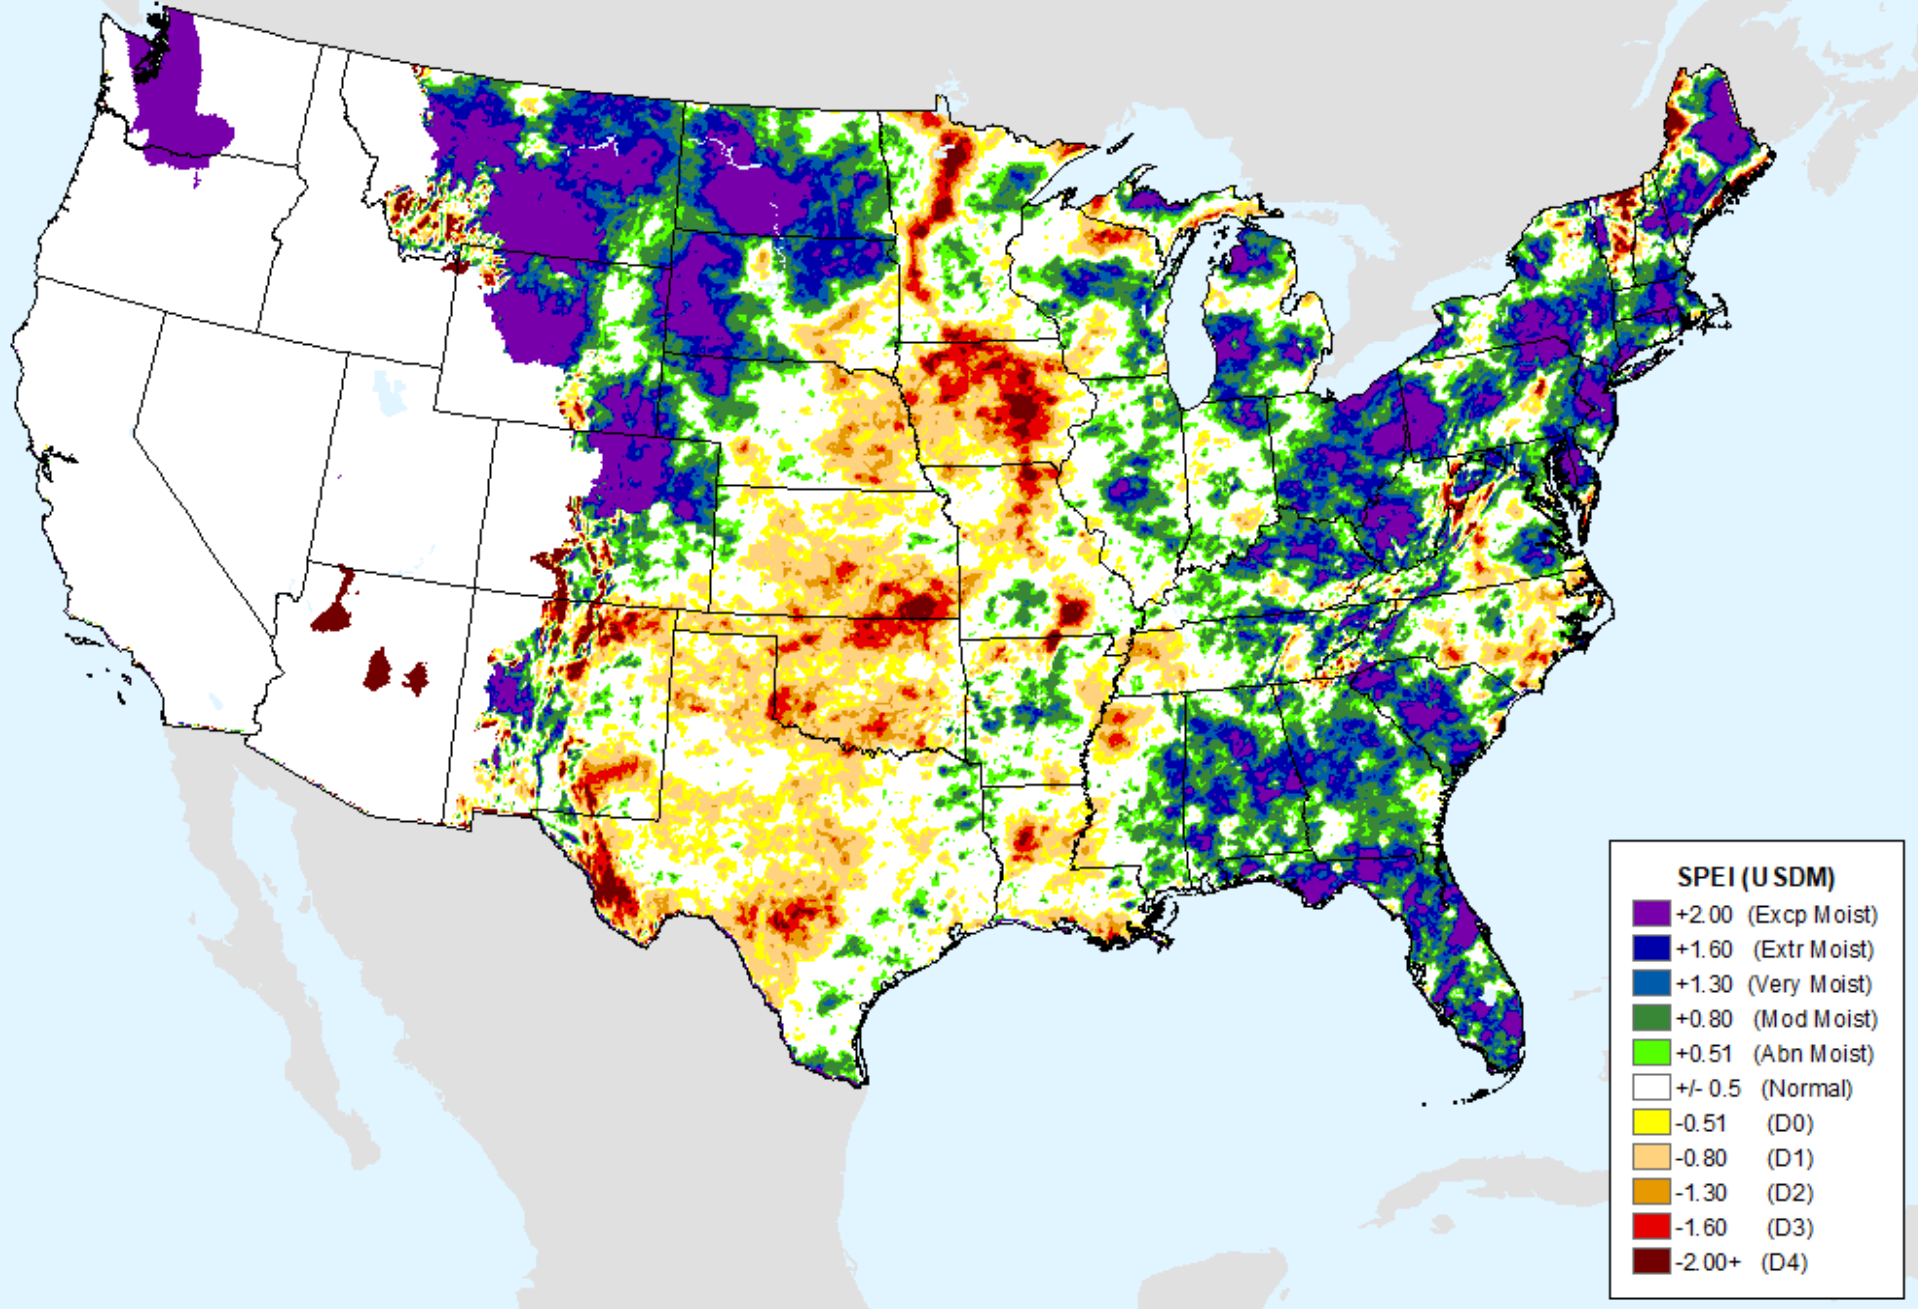 SPEI (USDM)
+2.00 (Excp Moist)
+1.60 (Extr Moist)
+1.30 (Very Moist)
+0.80 (Mod Moist)
+0.51 (Abn Moist)
+/- 0.5 (Normal)
-0.51 (D0)
-0.80 (D1)
-1.30 (D2)
-1.60 (D3)
-2.00+ (D4)